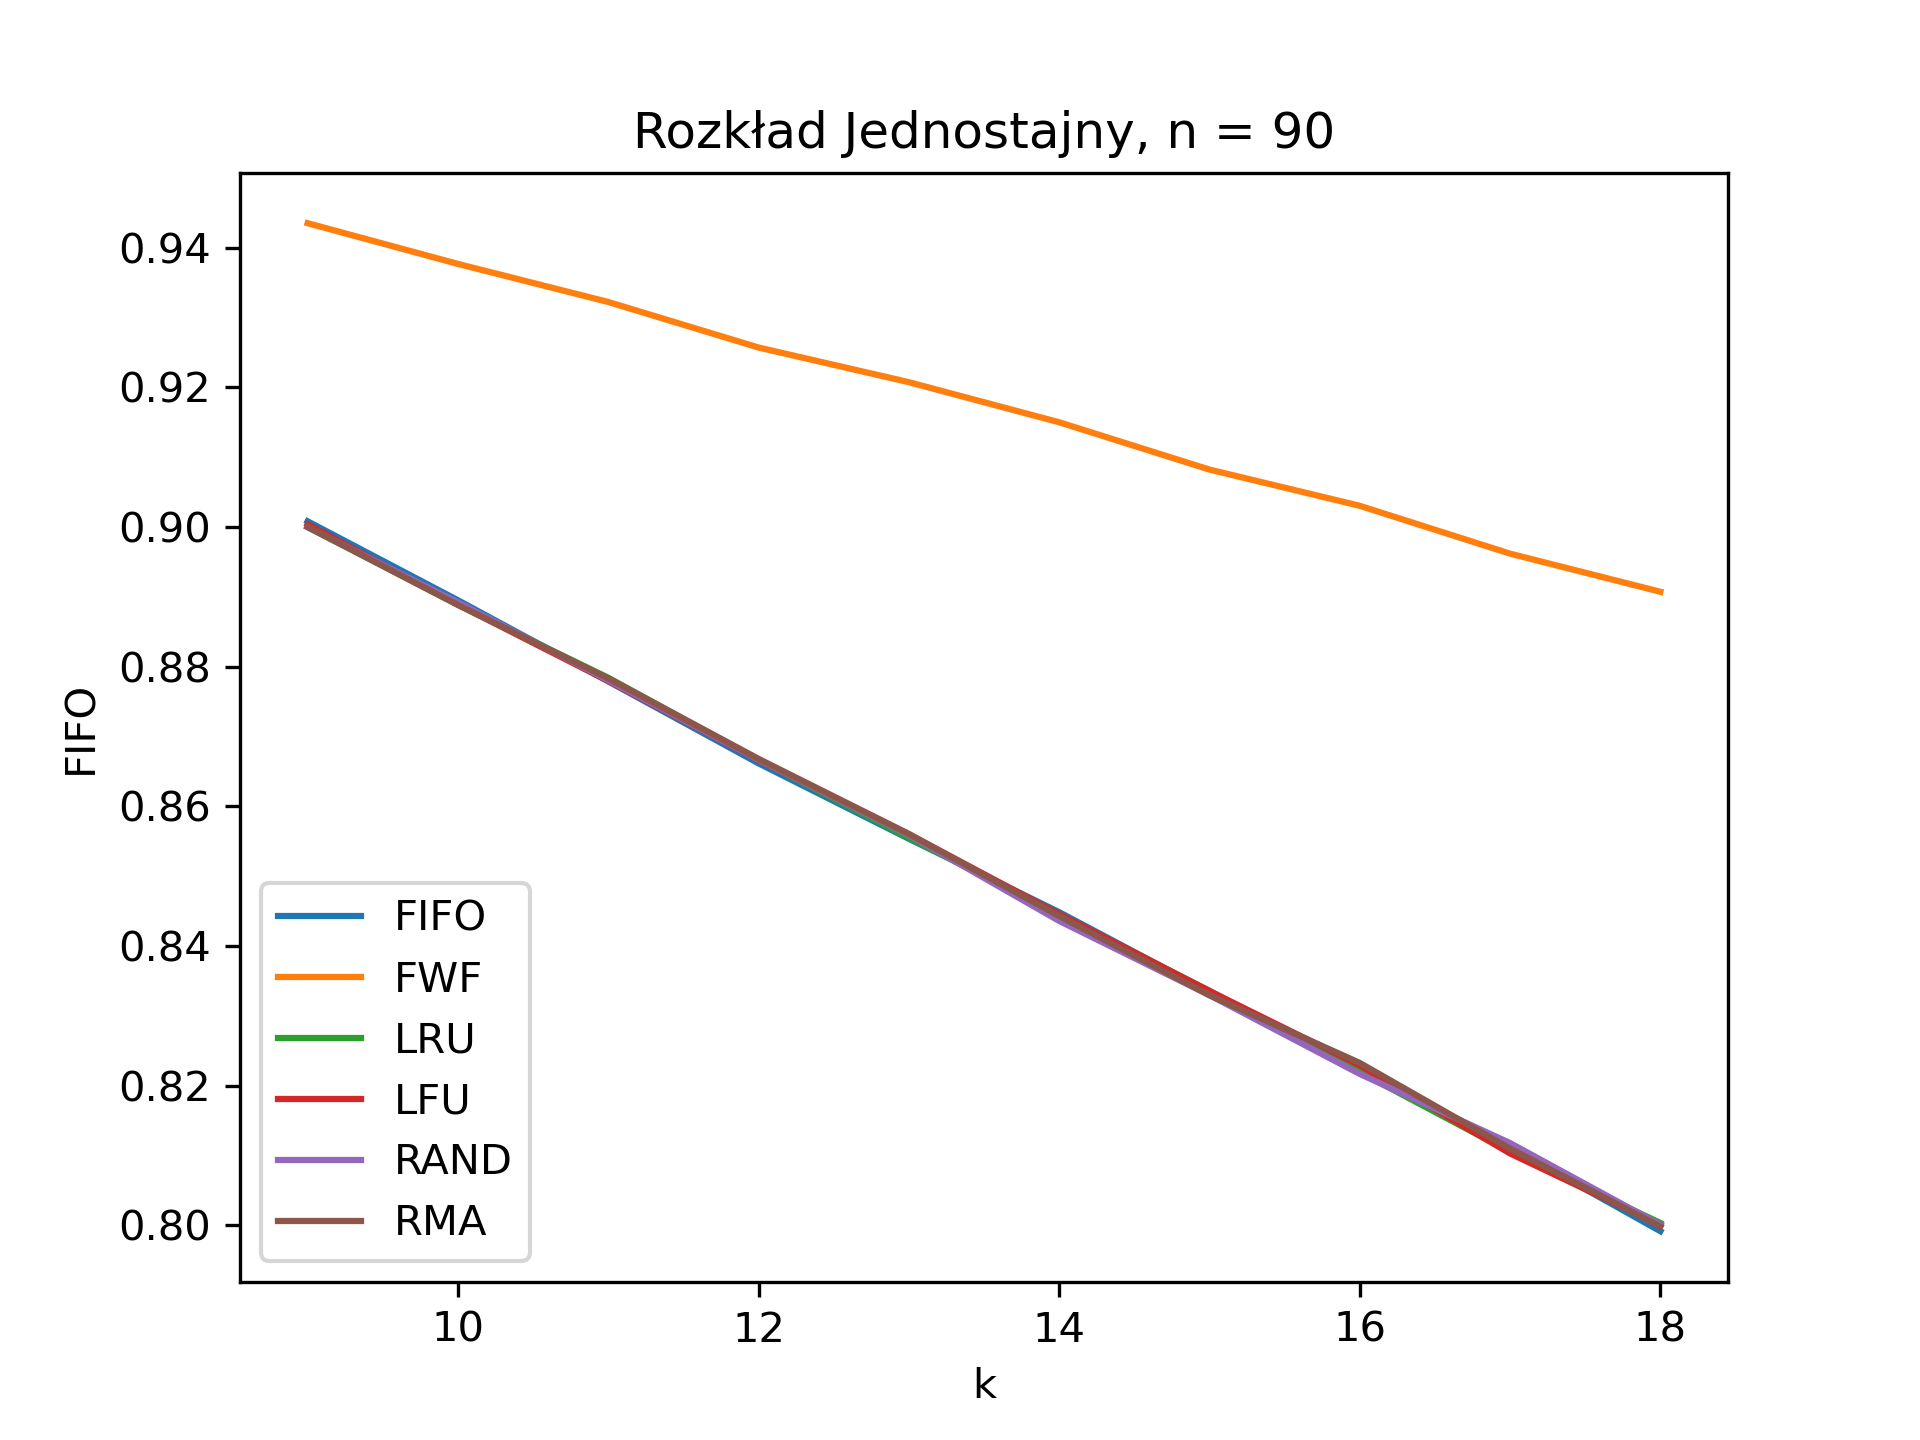 Rozkład Jednostajny, n = 90
0.94
0.92
0.90
0.88
0.86
0.84
0.82
0.80
FIFO
FIFO
FWF
LRU
LFU
RAND
RMA
10 12 14 16 18
k